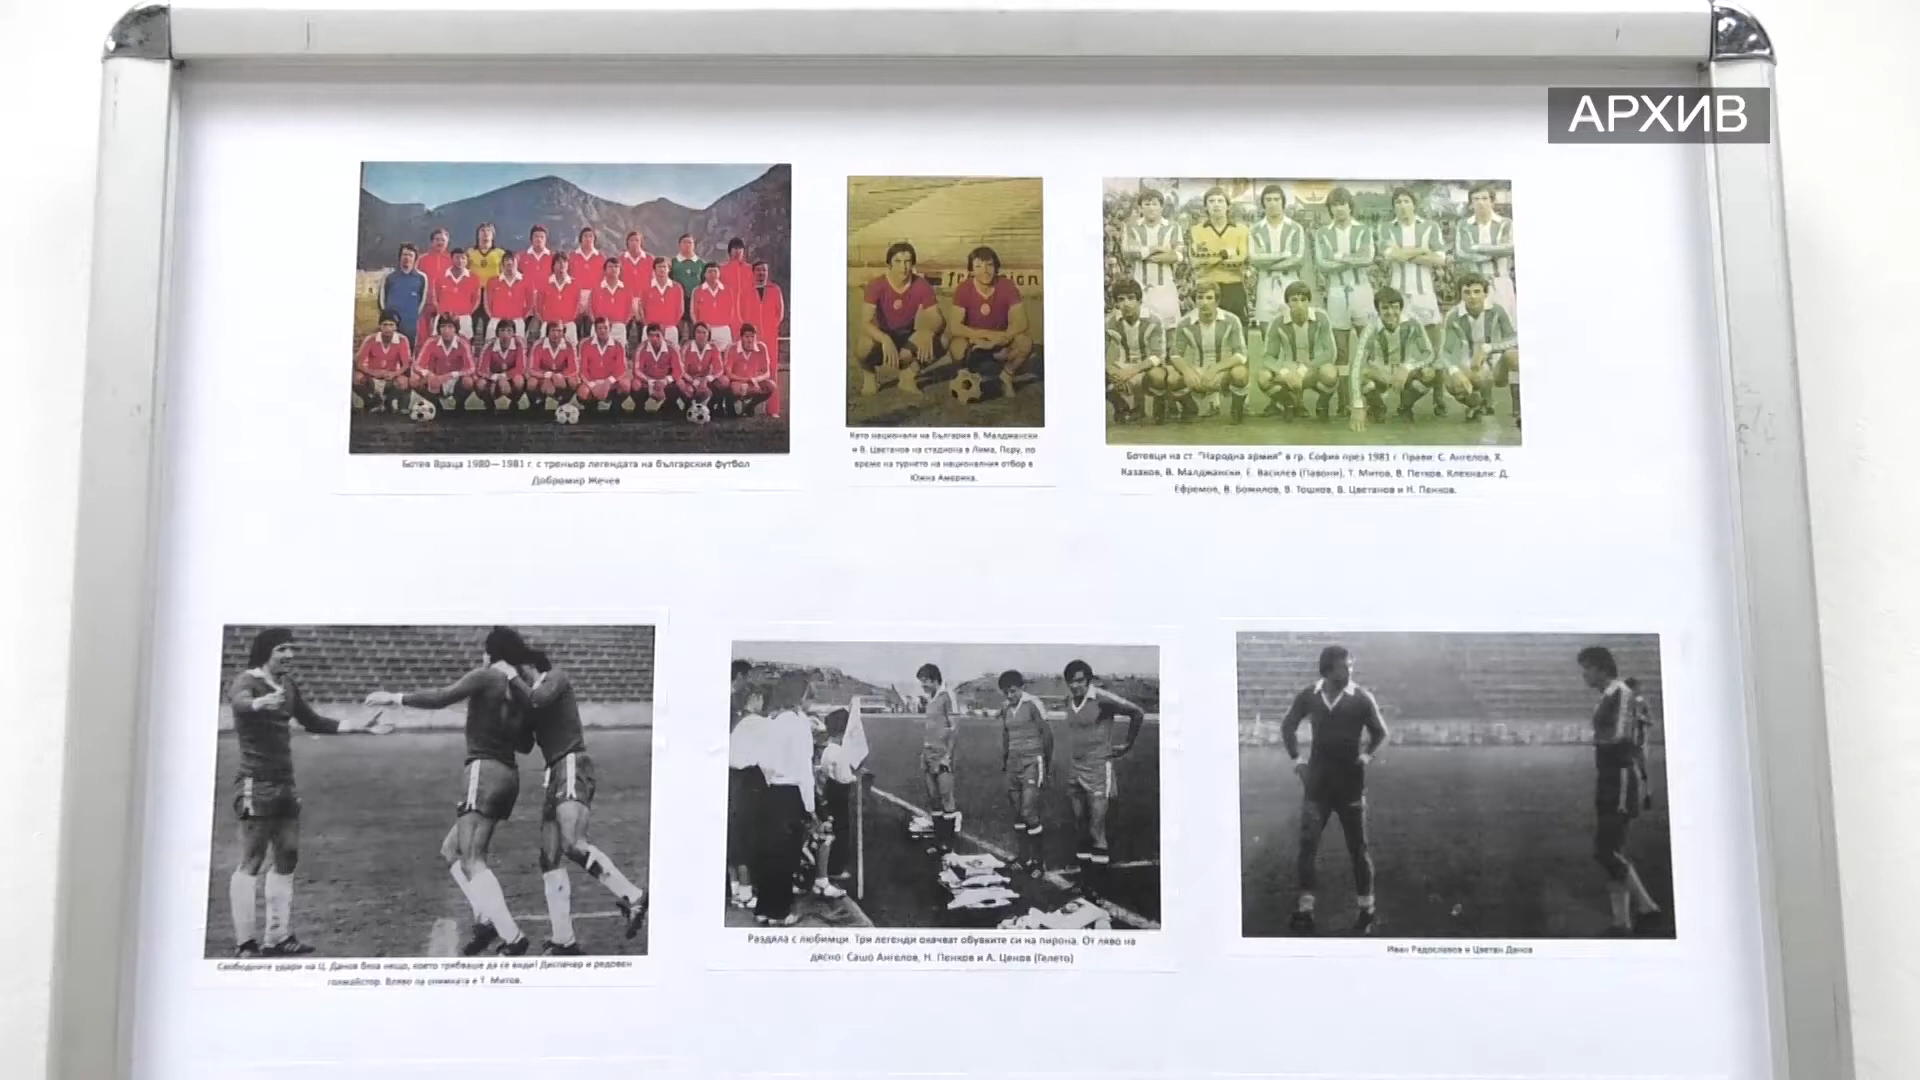 АРХИВ
Ботев Враца 1980—1981 г. с треньор легендата на българския футбол
Добромир Жечев
Като национали на България В. Малджански
и В. Цветанов на стадиона в Лима, Перу, по
време на турнето на националния отбор в
Южна Америка.
Ботевци на ст. "Народна армия" в гр. София през 1981 г. Прави: С. Ангелов, Х.
Казаков, В. Малджански, Е. Василев (Павони), Т. Митов, В. Петков. Клекнали: Д.
Ефремов, В. Божилов, В. Тошков, В. Цветанов и Н. Пенков.
Свободните удари на Ц. Данов бяха нещо, което трябваше да се види! Диспечер и редовен
голмайстор. Вляво на снимката е Т. Митов.
Раздяла с любимци. Три легенди окачват обувките си на пирона. От ляво на
дясно: Сашо Ангелов, Н. Пенков и А. Ценов (Гелето)
Иван Радославов и Цветан Данов